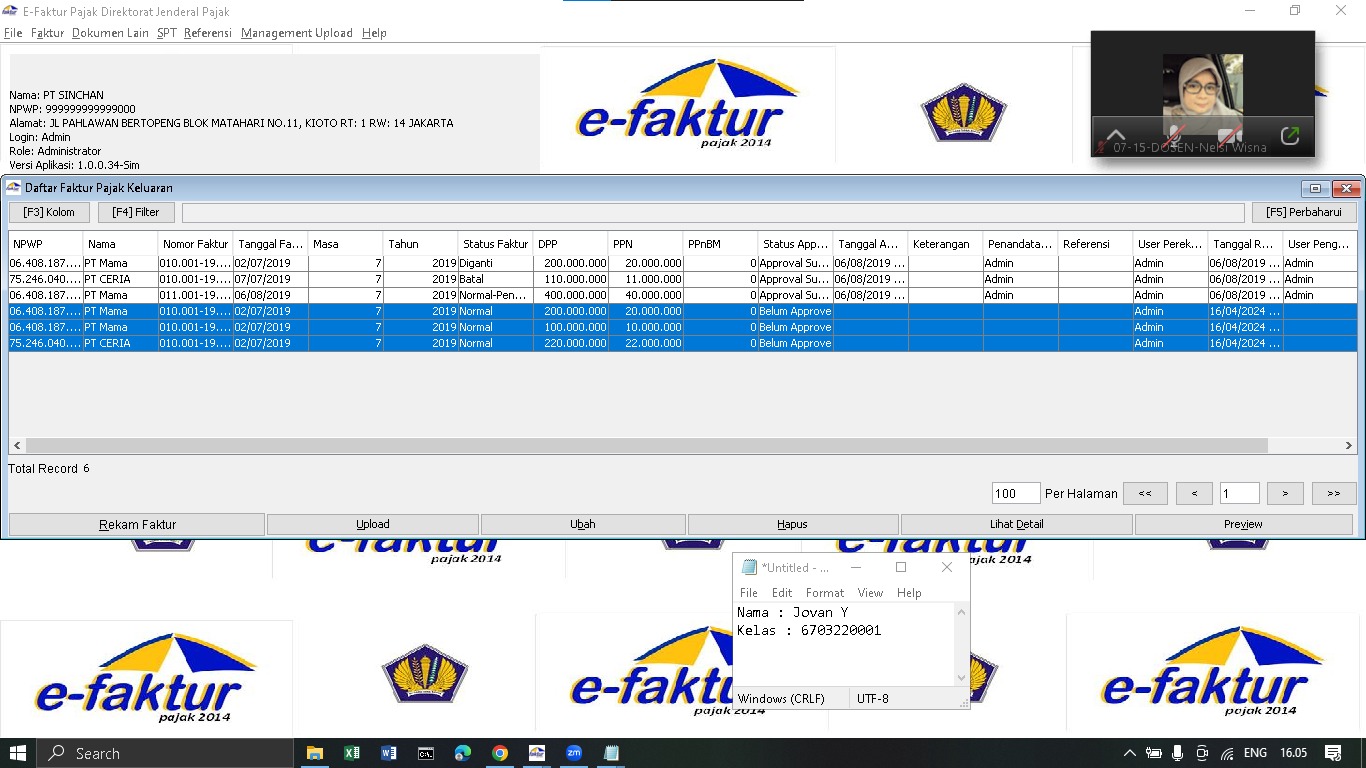 E-Faktur Pajak Direktorat Jenderal Pajak
File Faktur Dokumen Lain SPT Referensi Management Upload Help
Nama: PT SINCHAN
NPWP: 999999999999000
Alamat: JL PAHLAWAN BERTOPENG BLOK MATAHARI NO.11, KIOTO RT: 1 RW: 14 JAKARTA
Login: Admin
Role: Administrator
Versi Aplikasi: 1.0.0.34-Sim
e-faktur
pajak 2014
07-15-DOSEN-Nelsi Wisna
Daftar Faktur Pajak Keluaran
[F3] Kolom [F4] Filter [F5] Perbaharui
NPWP Nama Nomor Faktur Tanggal Fa... Masa Tahun Status Faktur DPP PPN PPnBM Status App... Tanggal A... Keterangan Penandata... Referensi User Perek... Tanggal R... User Peng...
06.408.187.... PT Mama 010.001-19.... 02/07/2019 7 2019 Diganti 200.000.000 20.000.000 0 Approval Su... 06/08/2019 ... Admin Admin 06/08/2019 ... Admin
75.246.040.... PT CERIA 010.001-19.... 07/07/2019 7 2019 Batal 110.000.000 11.000.000 0 Approval Su... 06/08/2019 ... Admin Admin 06/08/2019 ... Admin
06.408.187.... PT Mama 011.001-19.... 06/08/2019 7 2019 Normal-Pen... 400.000.000 40.000.000 0 Approval Su... 06/08/2019 ... Admin Admin 06/08/2019 ... Admin
06.408.187.... PT Mama 010.001-19.... 02/07/2019 7 2019 Normal 200.000.000 20.000.000 0 Belum Approve Admin 16/04/2024 ...
06.408.187.... PT Mama 010.001-19.... 02/07/2019 7 2019 Normal 100.000.000 10.000.000 0 Belum Approve Admin 16/04/2024 ...
75.246.040.... PT CERIA 010.001-19.... 02/07/2019 7 2019 Normal 220.000.000 22.000.000 0 Belum Approve Admin 16/04/2024 ...
Total Record 6
100 Per Halaman << < 1 > >>
Rekam Faktur Upload Ubah Hapus Lihat Detail Preview
pajak 2014
pajak 2014
*Untitled - ...
File Edit Format View Help
Nama : Jovan Y
Kelas : 6703220001
Windows (CRLF) UTF-8
e-faktur
pajak 2014
e-faktur
pajak 2014
e-faktur
pajak 2014
Search
ENG 16.05